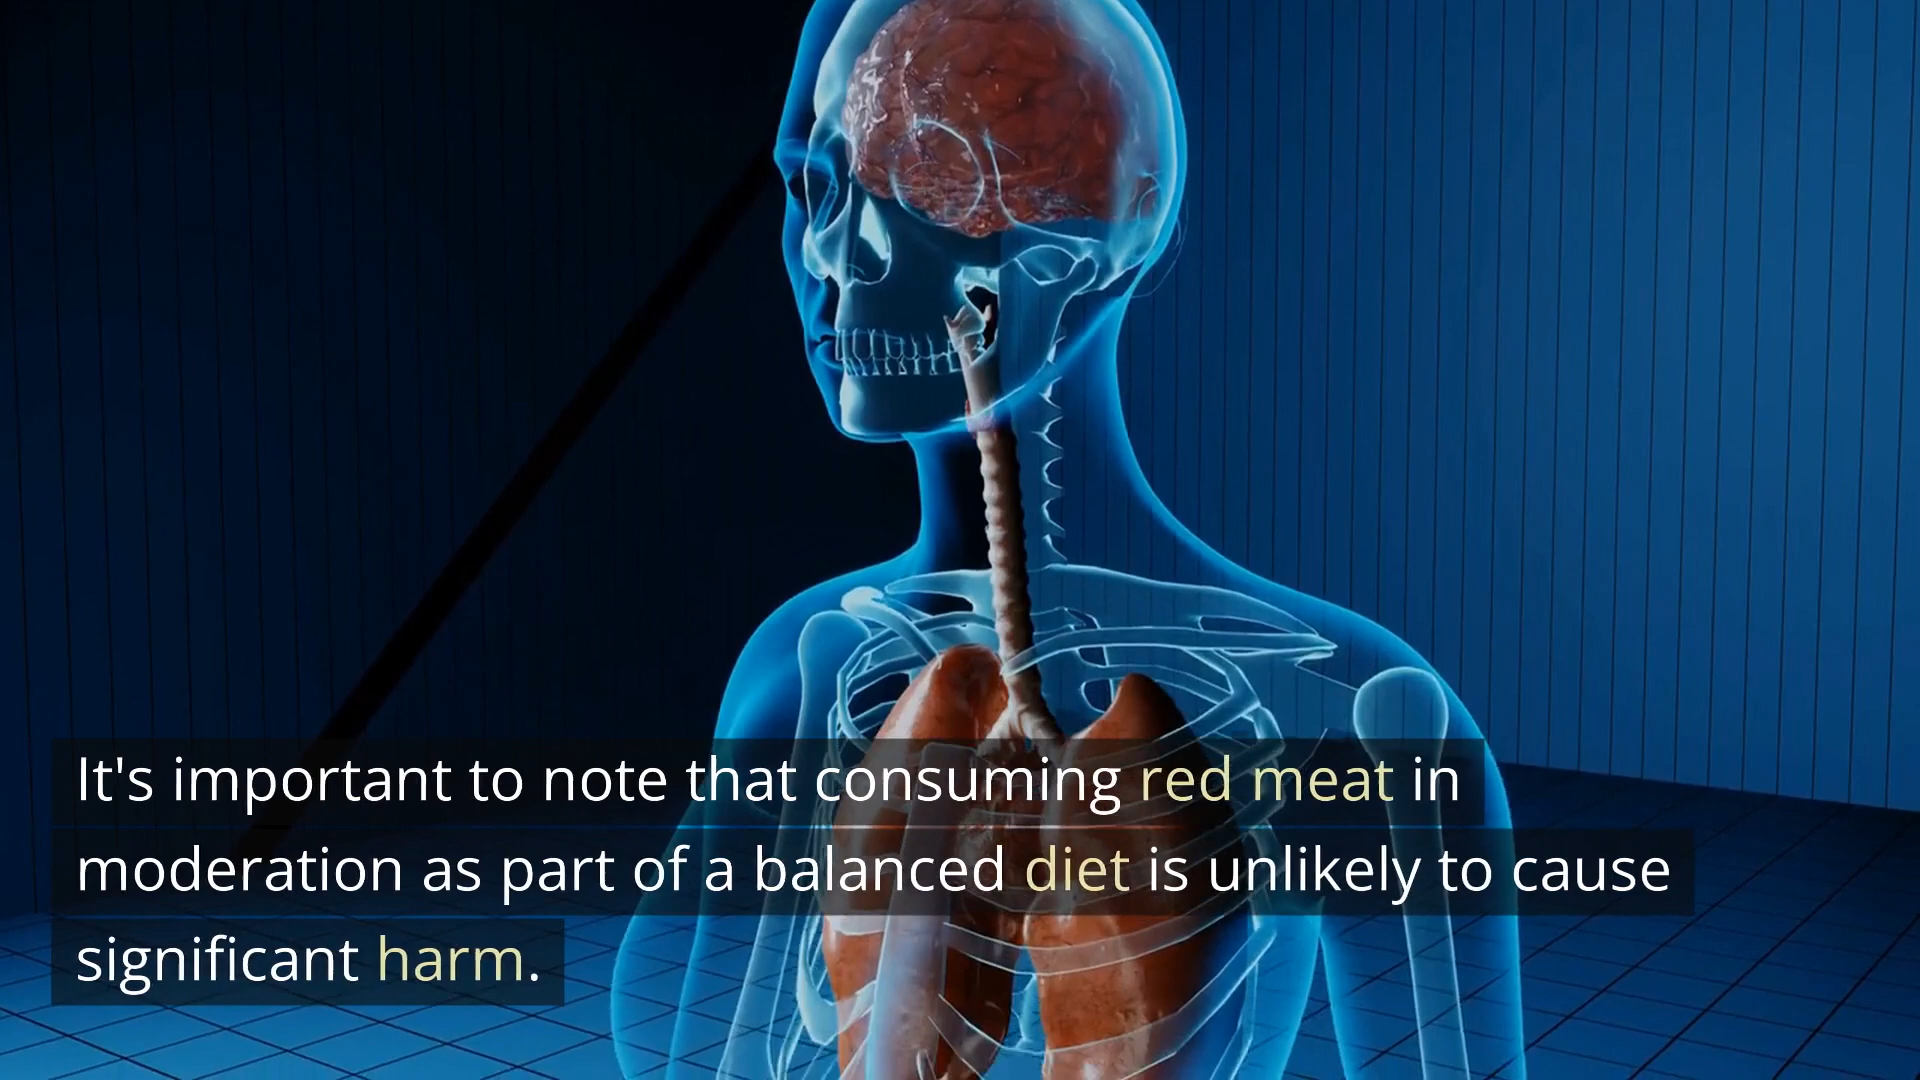 It's important to note that consuming red meat in
moderation as part of a balanced diet is unlikely to cause
significant harm.